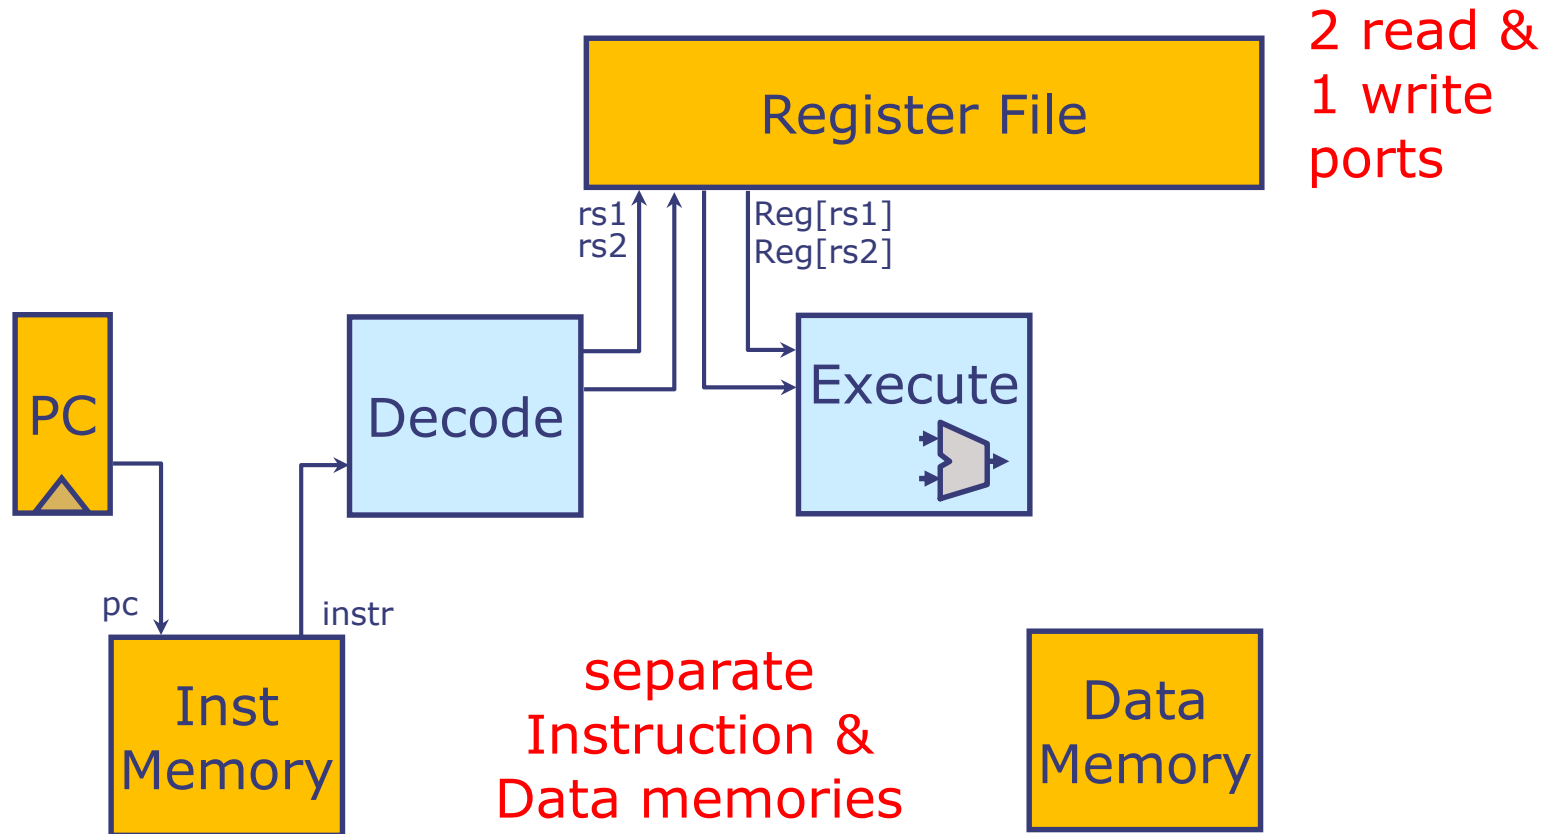 2 read &
1 write
ports
Register File
rs1
rs2
Reg[rs1]
Reg[rs2]
PC
Decode
Execute
pc
instr
Inst
Memory
separate
Instruction &
Data memories
Data
Memory